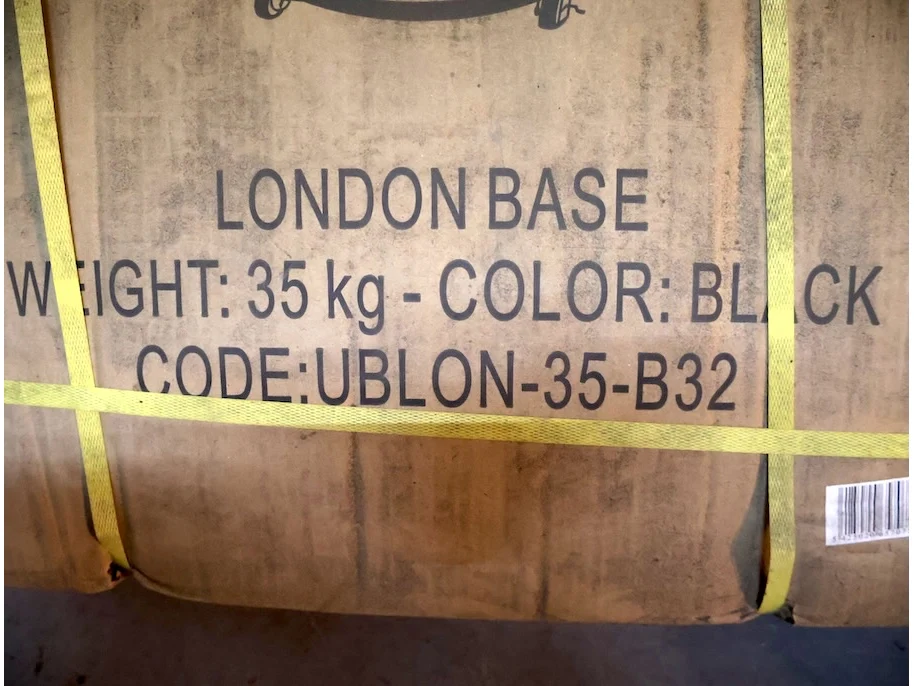 LONDON BASE
WEIGHT: 35 kg - COLOR: BLACK
CODE:UBLON-35-B32